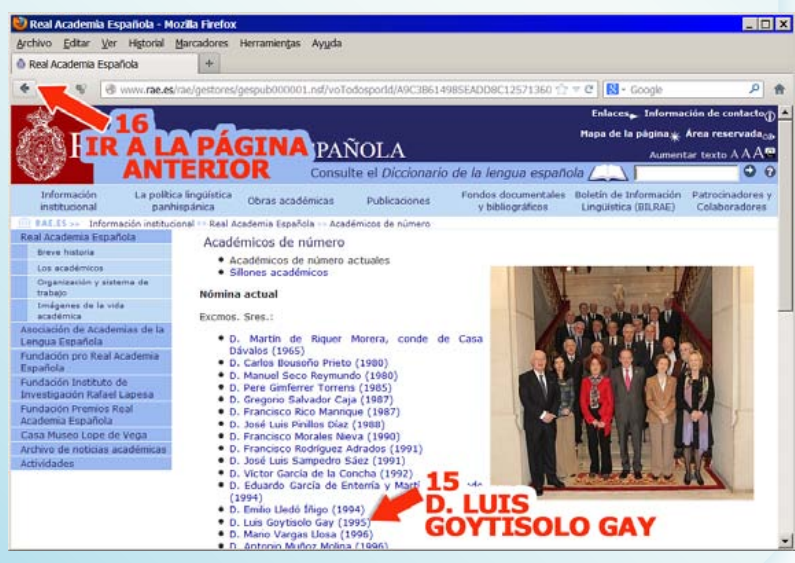 Real Academia Española - Mozilla Firefox
Archivo Editar Ver Historial Marcadores Herramientas Ayuda
Real Academia Española
www.rae.es/rae/gestores/gespub000001.nsf/voTodosporId/A9C3B61498SEADD8C12571360
Google
Enlaces Información de contacto
Mapa de la página Área reservada
Aumentar texto A A A
16
IR A LA PÁGINA
ANTERIOR
PAÑOLA
Consulte el Diccionario de la lengua española
Información institucional
La política lingüística panhispánica
Obras académicas
Publicaciones
Fondos documentales y bibliográficos
Boletín de Información Lingüística (BILRAE)
Patrocinadores y Colaboradores
RAE.ES >> Información institucional >> Real Academia Española >> Académicos de número
Real Academia Española
Breve historia
Los académicos
Organización y sistema de
trabajo
Imágenes de la vida
académica
Asociación de Academias de la
Lengua Española
Fundación pro Real Academia
Española
Fundación Instituto de
Investigación Rafael Lapesa
Fundación Premios Real
Academia Española
Casa Museo Lope de Vega
Archivo de noticias académicas
Actividades
Académicos de número
Académicos de número actuales
Sillones académicos
Nómina actual
Excmos. Sres.:
D. Martín de Riquer Morera, conde de Casa
Dávalos (1965)
D. Carlos Bousoño Prieto (1980)
D. Manuel Seco Reymundo (1980)
D. Pere Gimferrer Torrens (1985)
D. Gregorio Salvador Caja (1987)
D. Francisco Rico Manrique (1987)
D. José Luis Pinillos Díaz (1988)
D. Francisco Morales Nieva (1990)
D. Francisco Rodríguez Adrados (1991)
D. José Luis Sampedro Sáez (1991)
D. Víctor García de la Concha (1992)
D. Eduardo García de Enterría y
(1994)
D. Emilio Lledó Íñigo (1994)
D. Luis Goytisolo Gay (1995)
D. Mario Vargas Llosa (1996)
D. Antonio Muñoz Molina (1996)
15
D. LUIS
GOYTISOLO GAY